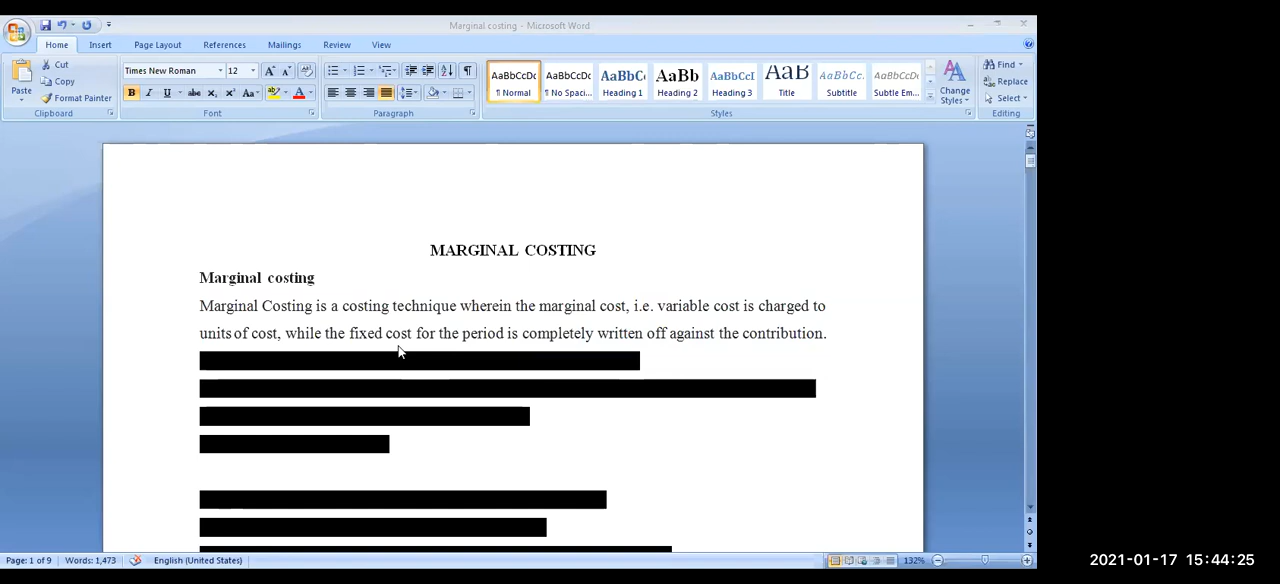 Marginal costing - Microsoft Word
Home Insert Page Layout References Mailings Review View
Paste
Cut
Copy
Format Painter
Clipboard
Times New Roman 12
Font
Paragraph
AaBbCcDc AaBbCcDc AaBbC( AaBb AaBbCcI AaB AaBbCc. AaBbCcDc
¶ Normal ¶ No Spaci... Heading 1 Heading 2 Heading 3 Title Subtitle Subtle Em...
Change Styles
Styles
Find
Replace
Select
Editing
MARGINAL COSTING
Marginal costing
Marginal Costing is a costing technique wherein the marginal cost, i.e. variable cost is charged to
units of cost, while the fixed cost for the period is completely written off against the contribution.
Page: 1 of 9 Words: 1,473 English (United States) 132%
2021-01-17 15:44:25